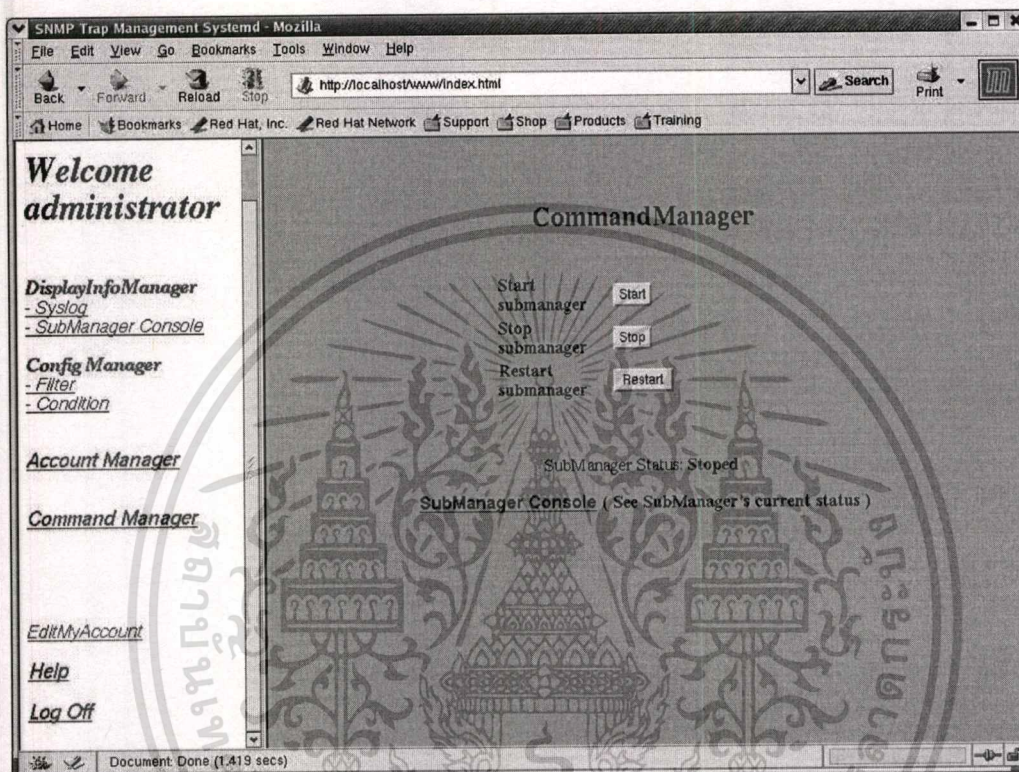 SNMP Trap Management Systemd - Mozilla
File Edit View Go Bookmarks Tools Window Help
Back Forward Reload Stop http://localhost/www/index.html Search Print
Home Bookmarks Red Hat, Inc. Red Hat Network Support Shop Products Training
Welcome
administrator
DisplayInfoManager
- Syslog
- SubManager Console
Config Manager
- Filter
- Condition
Account Manager
Command Manager
EditMyAccount
Help
Log Off
CommandManager
Start
submanager
Start
Stop
submanager
Stop
Restart
submanager
Restart
SubManager Status: Stoped
SubManager Console ( See SubManager's current status )
Document: Done (1.419 secs)